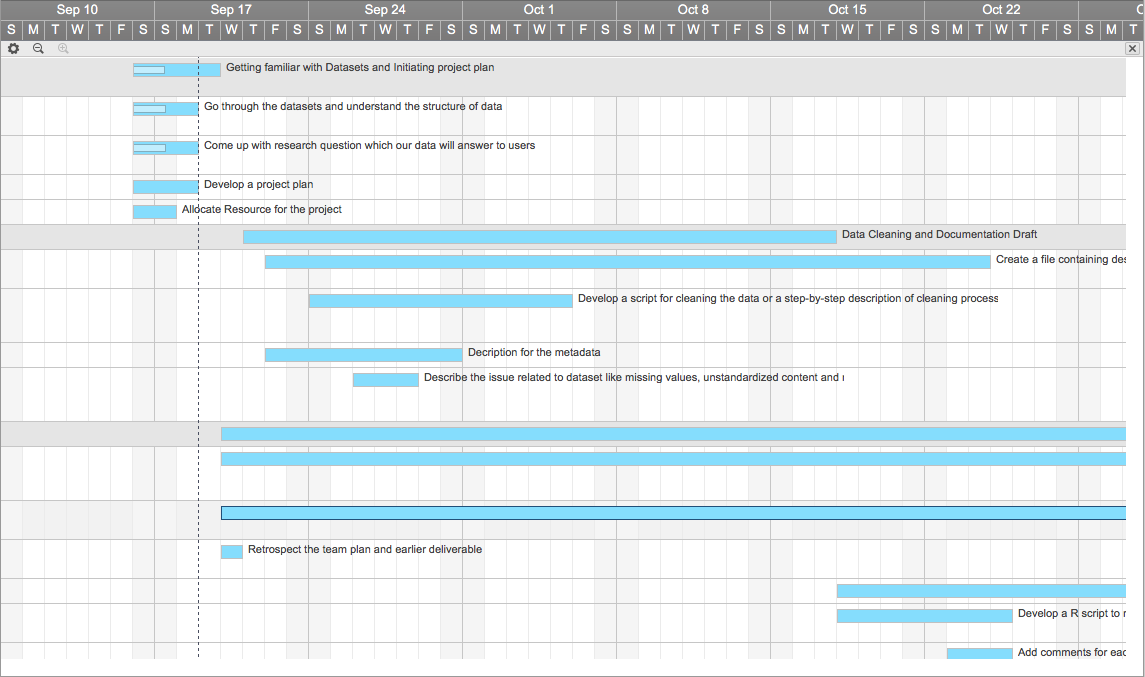 Sep 10 Sep 17 Sep 24 Oct 1 Oct 8 Oct 15 Oct 22
S M T W T F S S M T W T F S S M T W T F S S M T W T F S S M T W T F S S M T W T F S S M T W T F S S M T
Getting familiar with Datasets and Initiating project plan
Go through the datasets and understand the structure of data
Come up with research question which our data will answer to users
Develop a project plan
Allocate Resource for the project
Data Cleaning and Documentation Draft
Create a file containing des
Develop a script for cleaning the data or a step-by-step description of cleaning process
Decription for the metadata
Describe the issue related to dataset like missing values, unstandardized content and
Retrospect the team plan and earlier deliverable
Develop a R script to
Add comments for eac